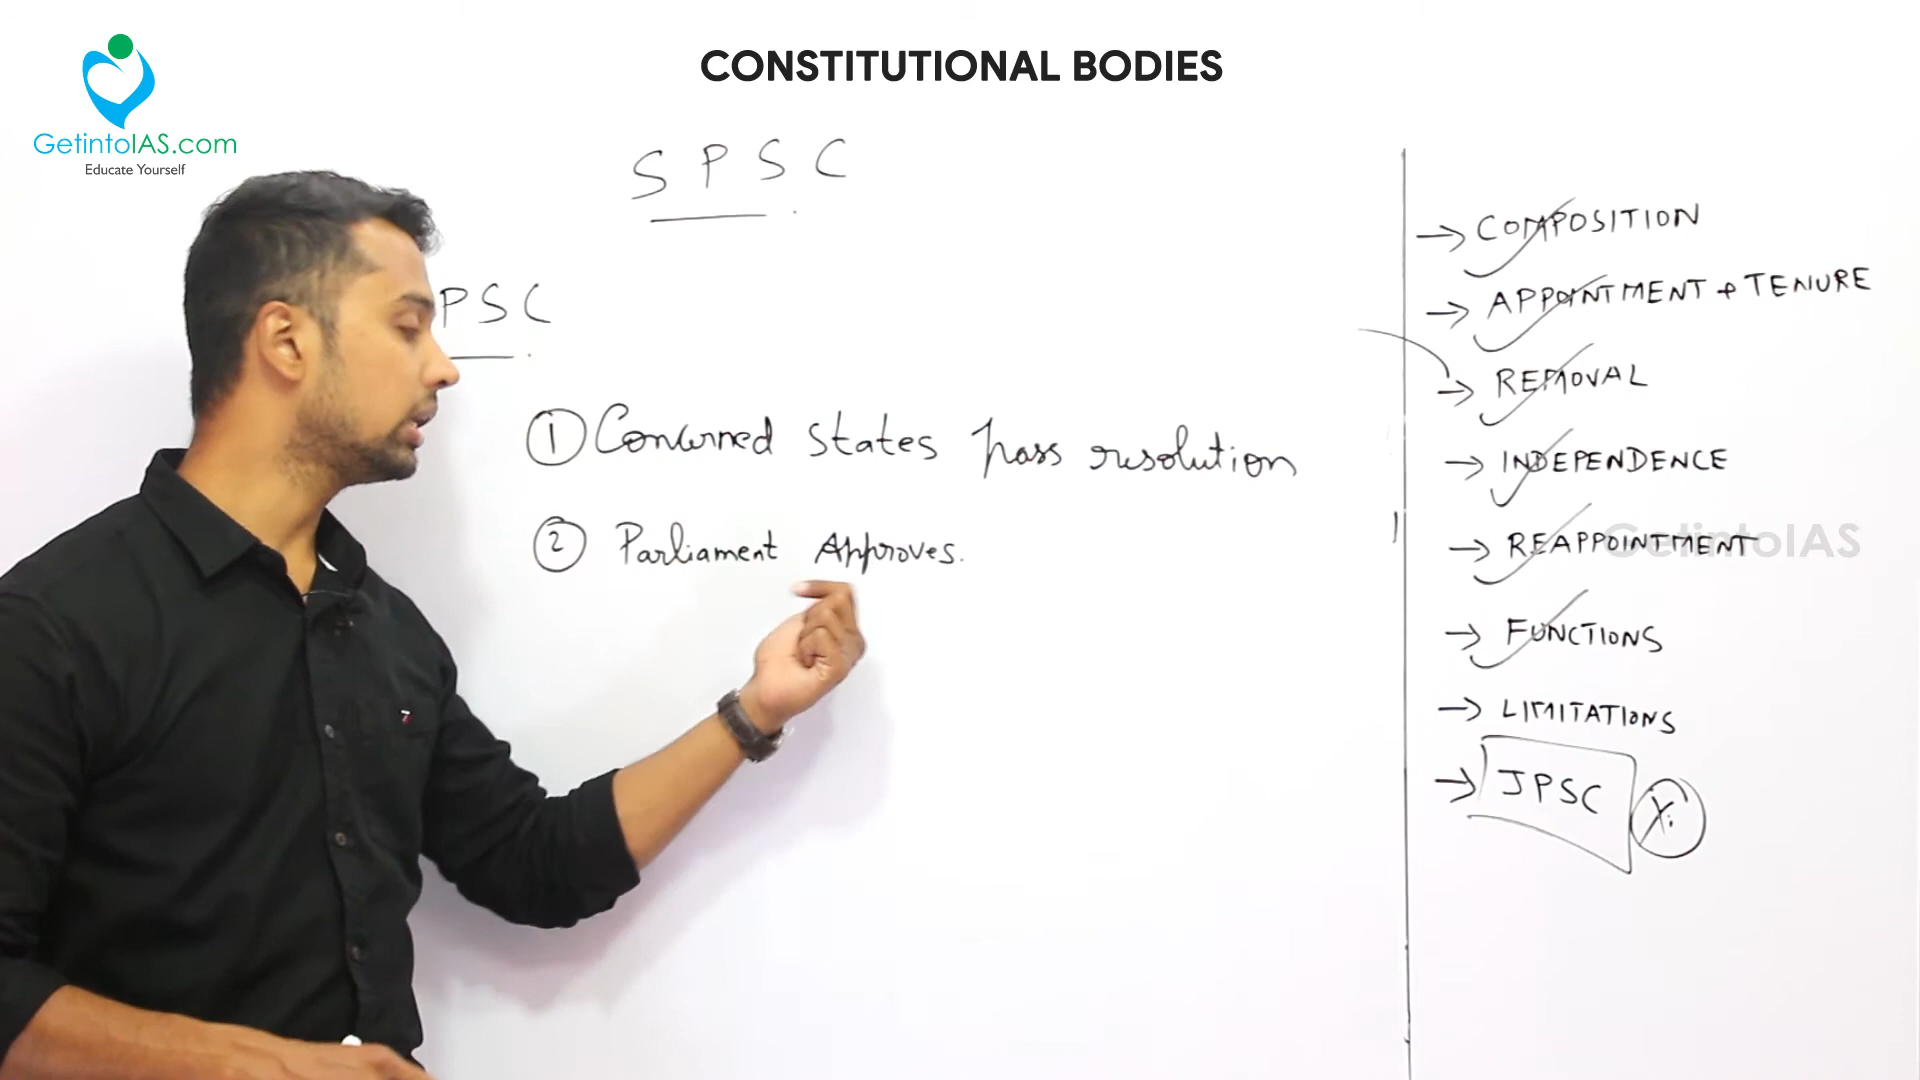 GetintoIAS.com
Educate Yourself
CONSTITUTIONAL BODIES
SPSC
PSC
① Concerned states pass resolution
② Parliament Approves.
→ COMPOSITION
→ APPOINTMENT + TENURE
→ REMOVAL
→ INDEPENDENCE
→ REAPPOINTMENT
GetintoIAS
→ FUNCTIONS
→ LIMITATIONS
→ JPSC